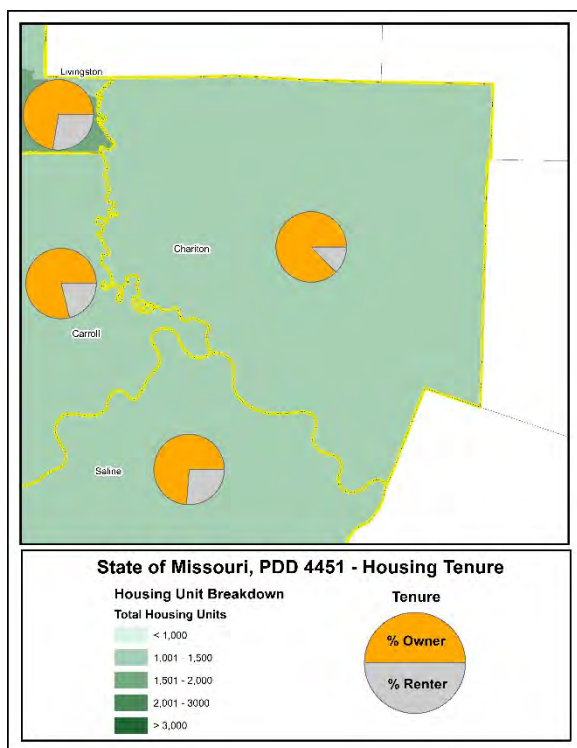 Livingston
Chariton
Carroll
Saline
State of Missouri, PDD 4451 - Housing Tenure
Housing Unit Breakdown
Total Housing Units
< 1,000
1,001 - 1,500
1,501 - 2,000
2,001 - 3000
> 3,000
Tenure
% Owner
% Renter